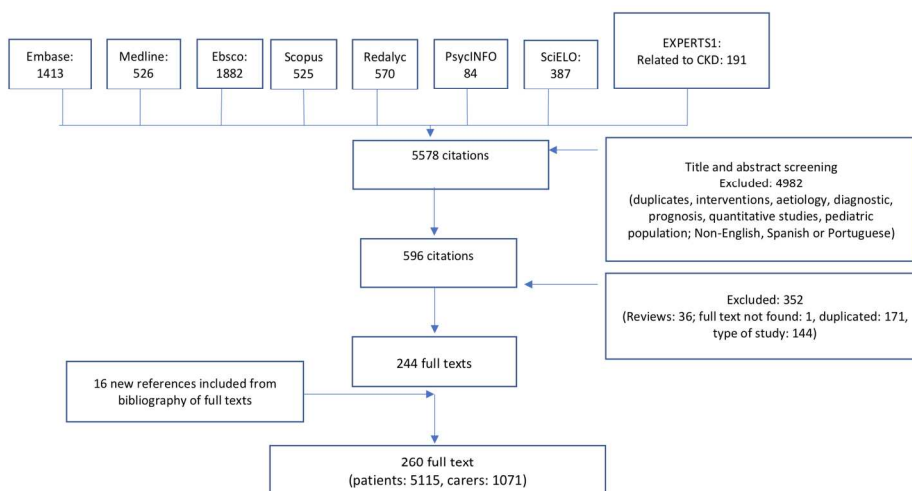 Embase:
1413
Medline:
526
Ebsco:
1882
Scopus
525
Redalyc
570
PsycINFO
84
SciELO:
387
EXPERTS1:
Related to CKD: 191
5578 citations
Title and abstract screening
Excluded: 4982
(duplicates, interventions, aetiology, diagnostic,
prognosis, quantitative studies, pediatric
population; Non-English, Spanish or Portuguese)
596 citations
Excluded: 352
(Reviews: 36; full text not found: 1, duplicated: 171,
type of study: 144)
244 full texts
16 new references included from
bibliography of full texts
260 full text
(patients: 5115, carers: 1071)